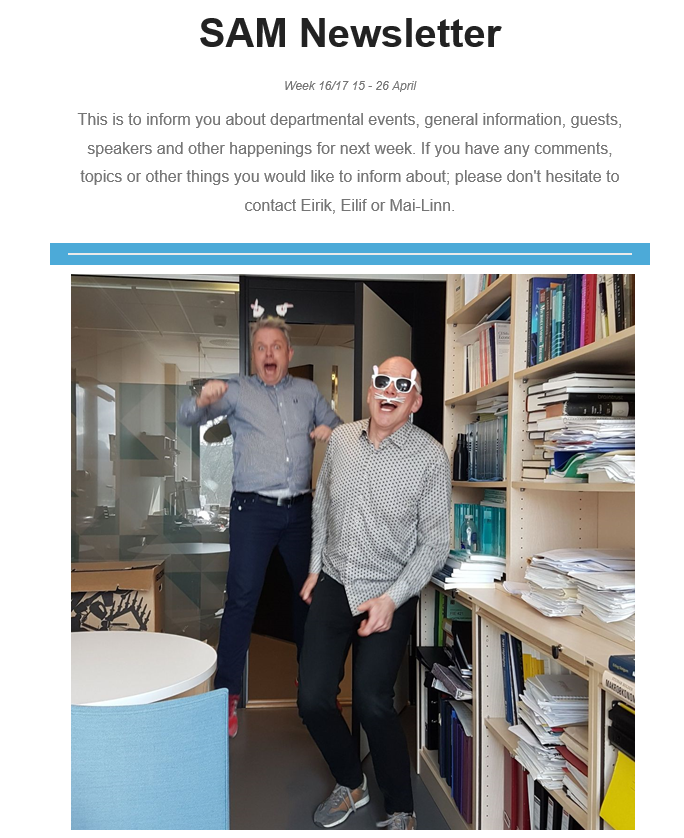 SAM Newsletter
Week 16/17 15 - 26 April
This is to inform you about departmental events, general information, guests,
speakers and other happenings for next week. If you have any comments,
topics or other things you would like to inform about; please don't hesitate to
contact Eirik, Eilif or Mai-Linn.